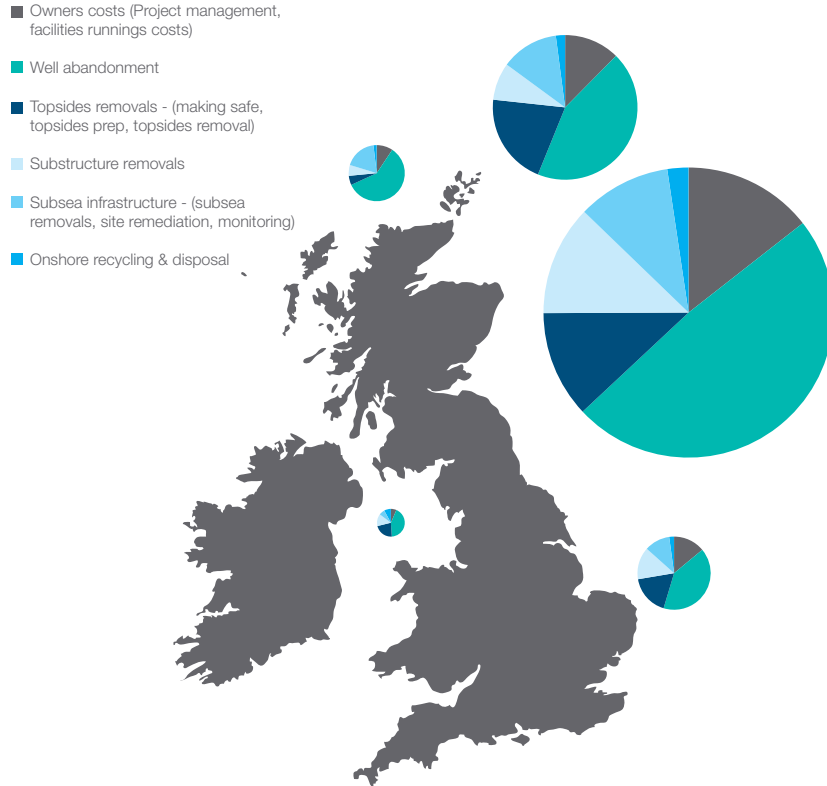 Owners costs (Project management,
facilities runnings costs)
Well abandonment
Topsides removals - (making safe,
topsides prep, topsides removal)
Substructure removals
Subsea infrastructure - (subsea
removals, site remediation, monitoring)
Onshore recycling & disposal